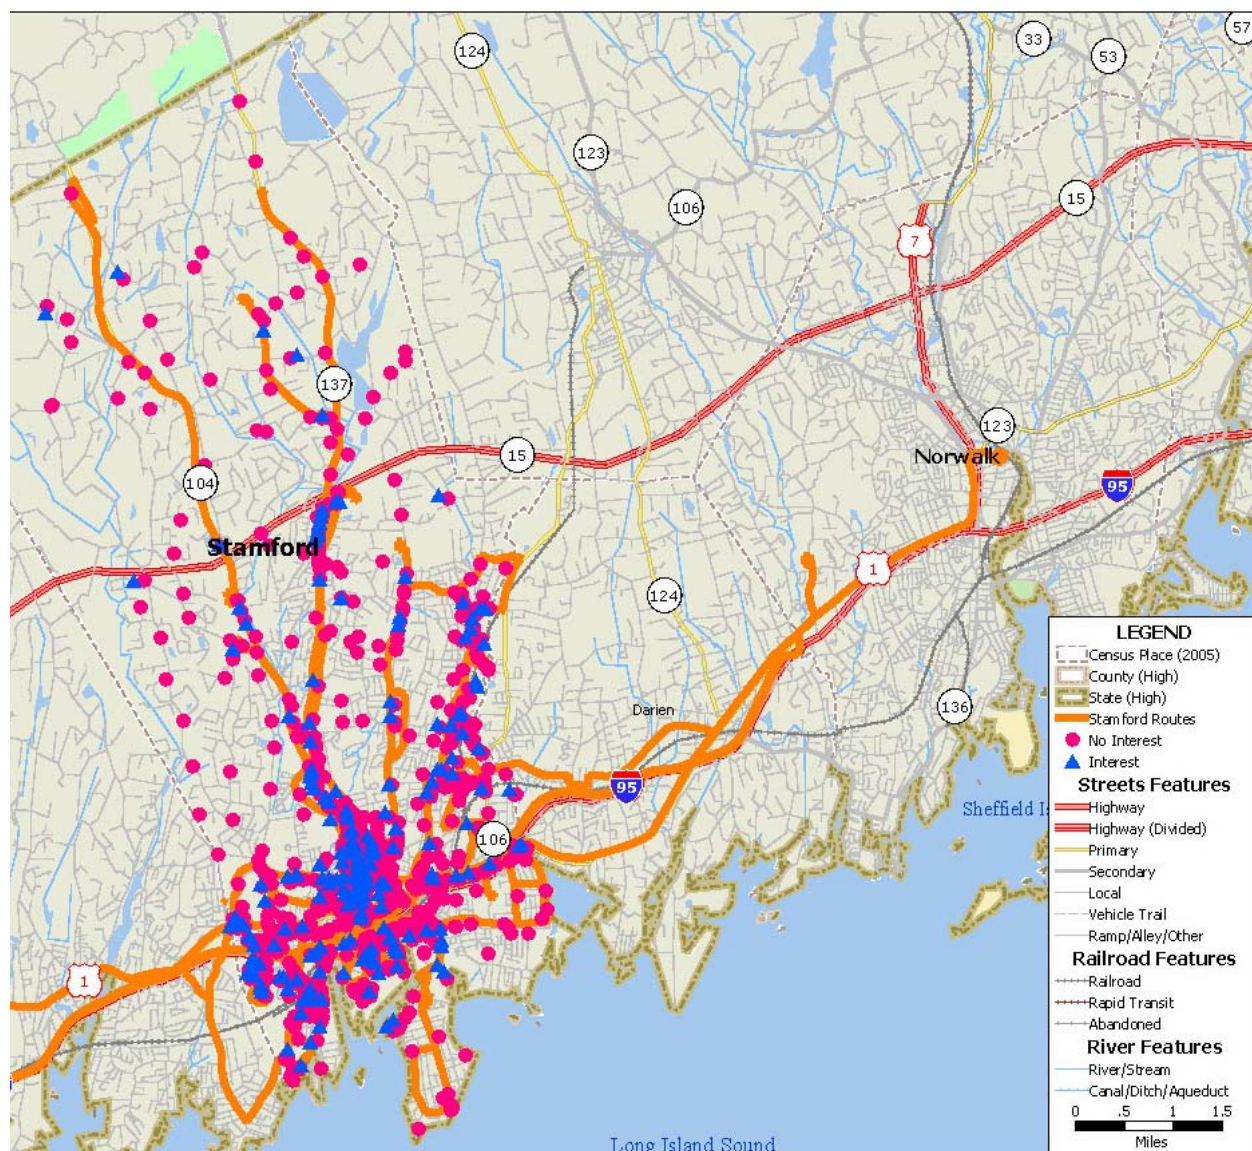 57
33
53
124
123
106
15
7
137
123
15
Norwalk
104
95
Stamford
1
124
LEGEND
Census Place (2005)
County (High)
State (High)
Stamford Routes
No Interest
Interest
Streets Features
Highway
Highway (Divided)
Primary
Secondary
Local
Vehicle Trail
Ramp/Alley/Other
Railroad Features
Railroad
Rapid Transit
Abandoned
River Features
River/Stream
Canal/Ditch/Aqueduct
0 .5 1 1.5
Miles
136
Darien
95
Sheffield Is
106
1
Long Island Sound